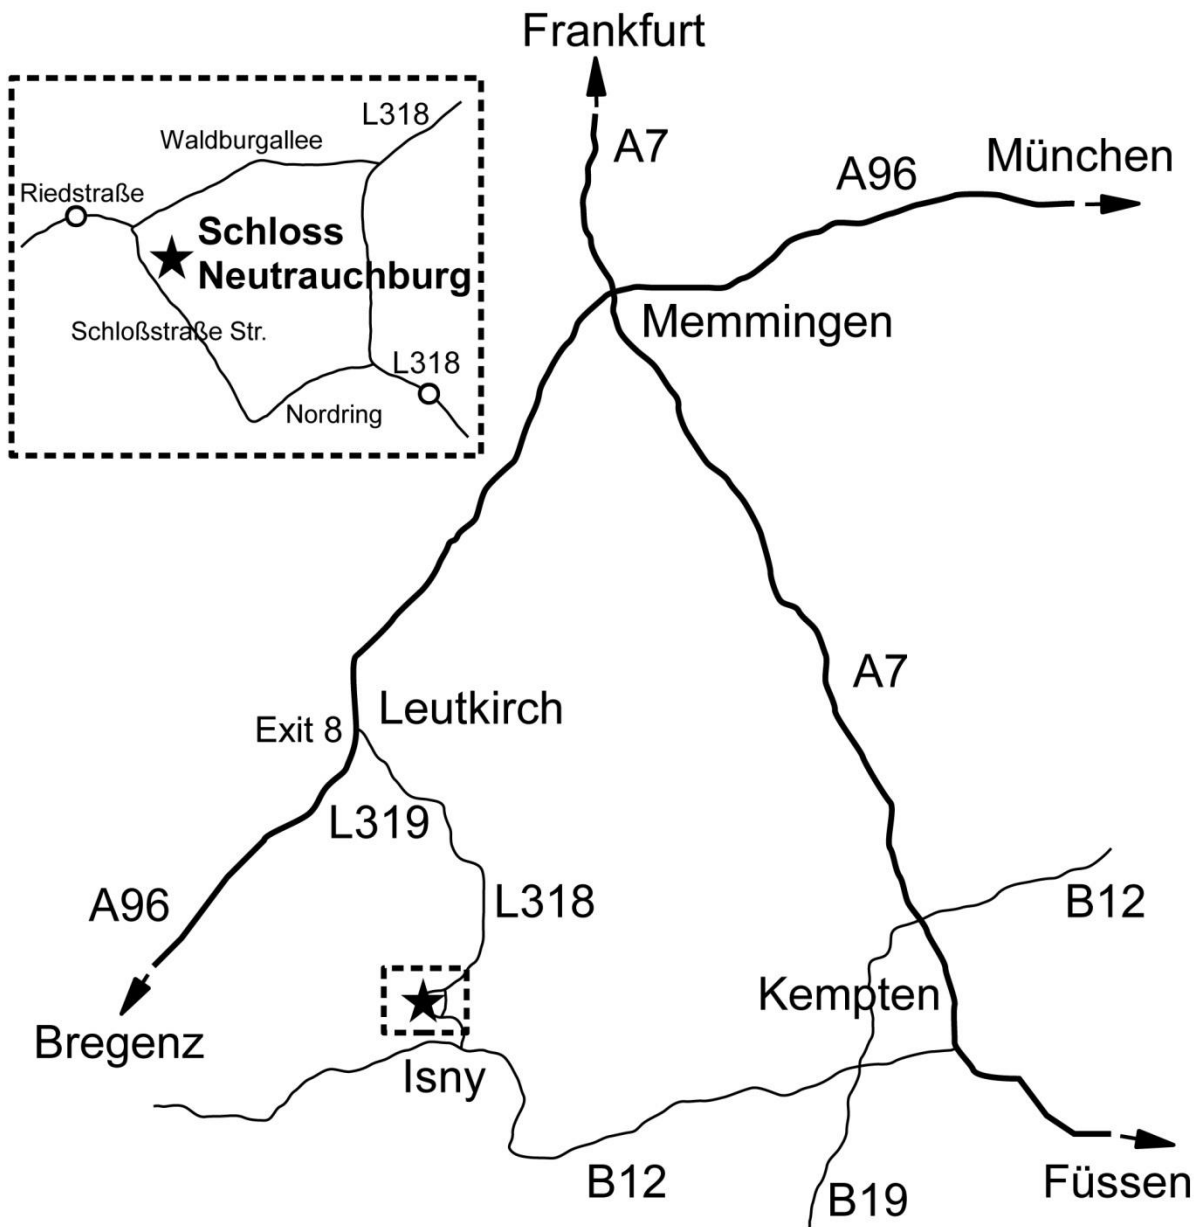 Frankfurt
A7
A96
München
Memmingen
L318
Waldburgallee
Riedstraße
Schloss
Neutrauchburg
Schloßstraße Str.
L318
Nordring
A7
Leutkirch
Exit 8
L319
A96
L318
B12
Kempten
Bregenz
Isny
B12
B19
Füssen